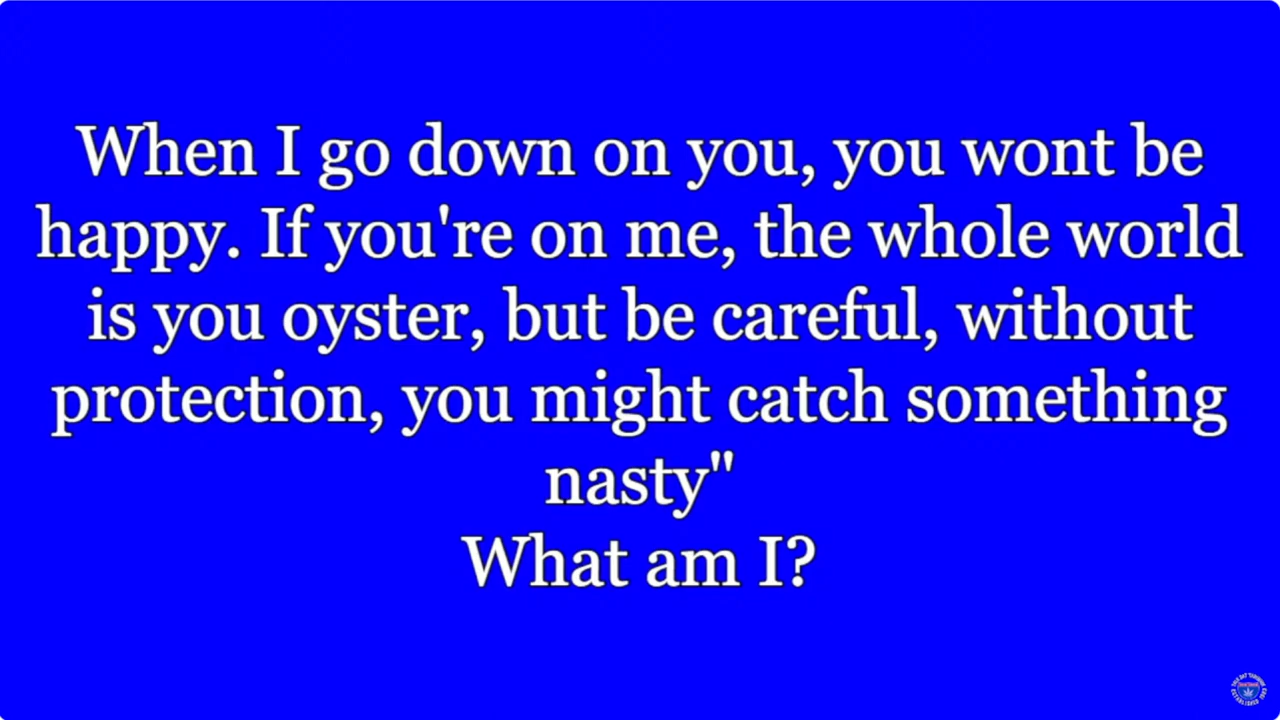 When I go down on you, you wont be
happy. If you're on me, the whole world
is you oyster, but be careful, without
protection, you might catch something
nasty"
What am I?